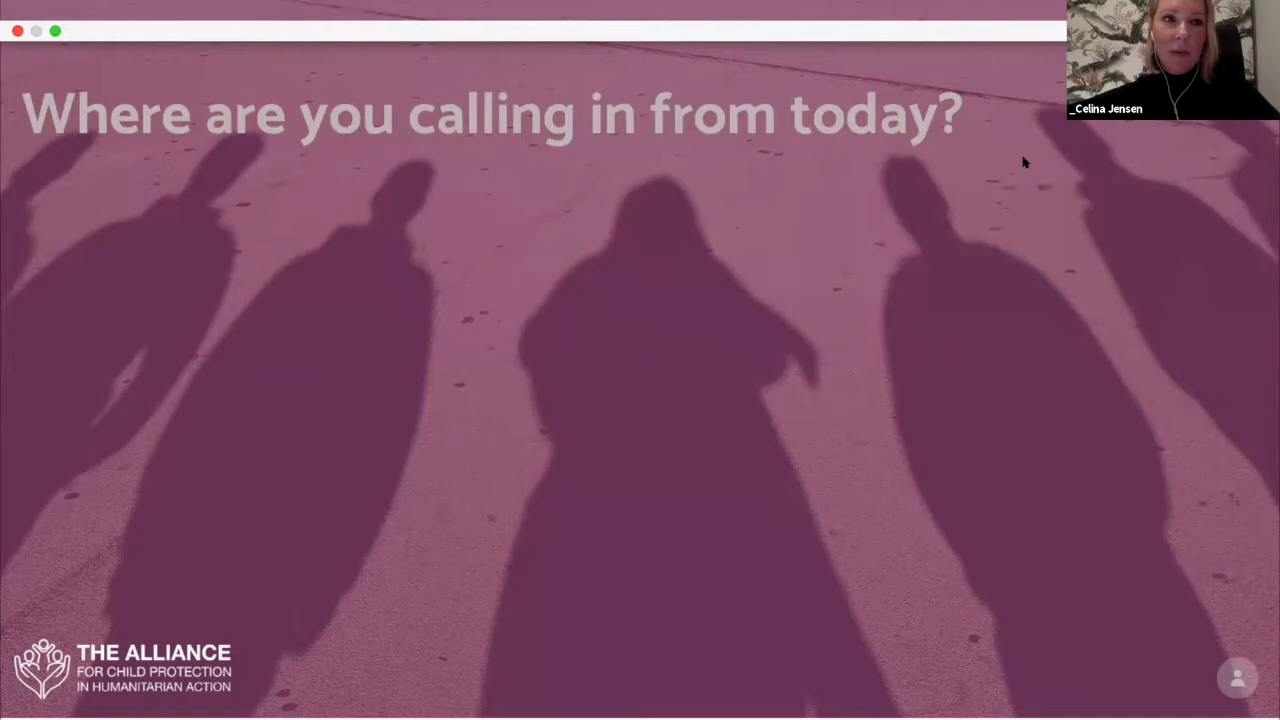 Where are you calling in from today?
_Celina Jensen
THE ALLIANCE
FOR CHILD PROTECTION
IN HUMANITARIAN ACTION